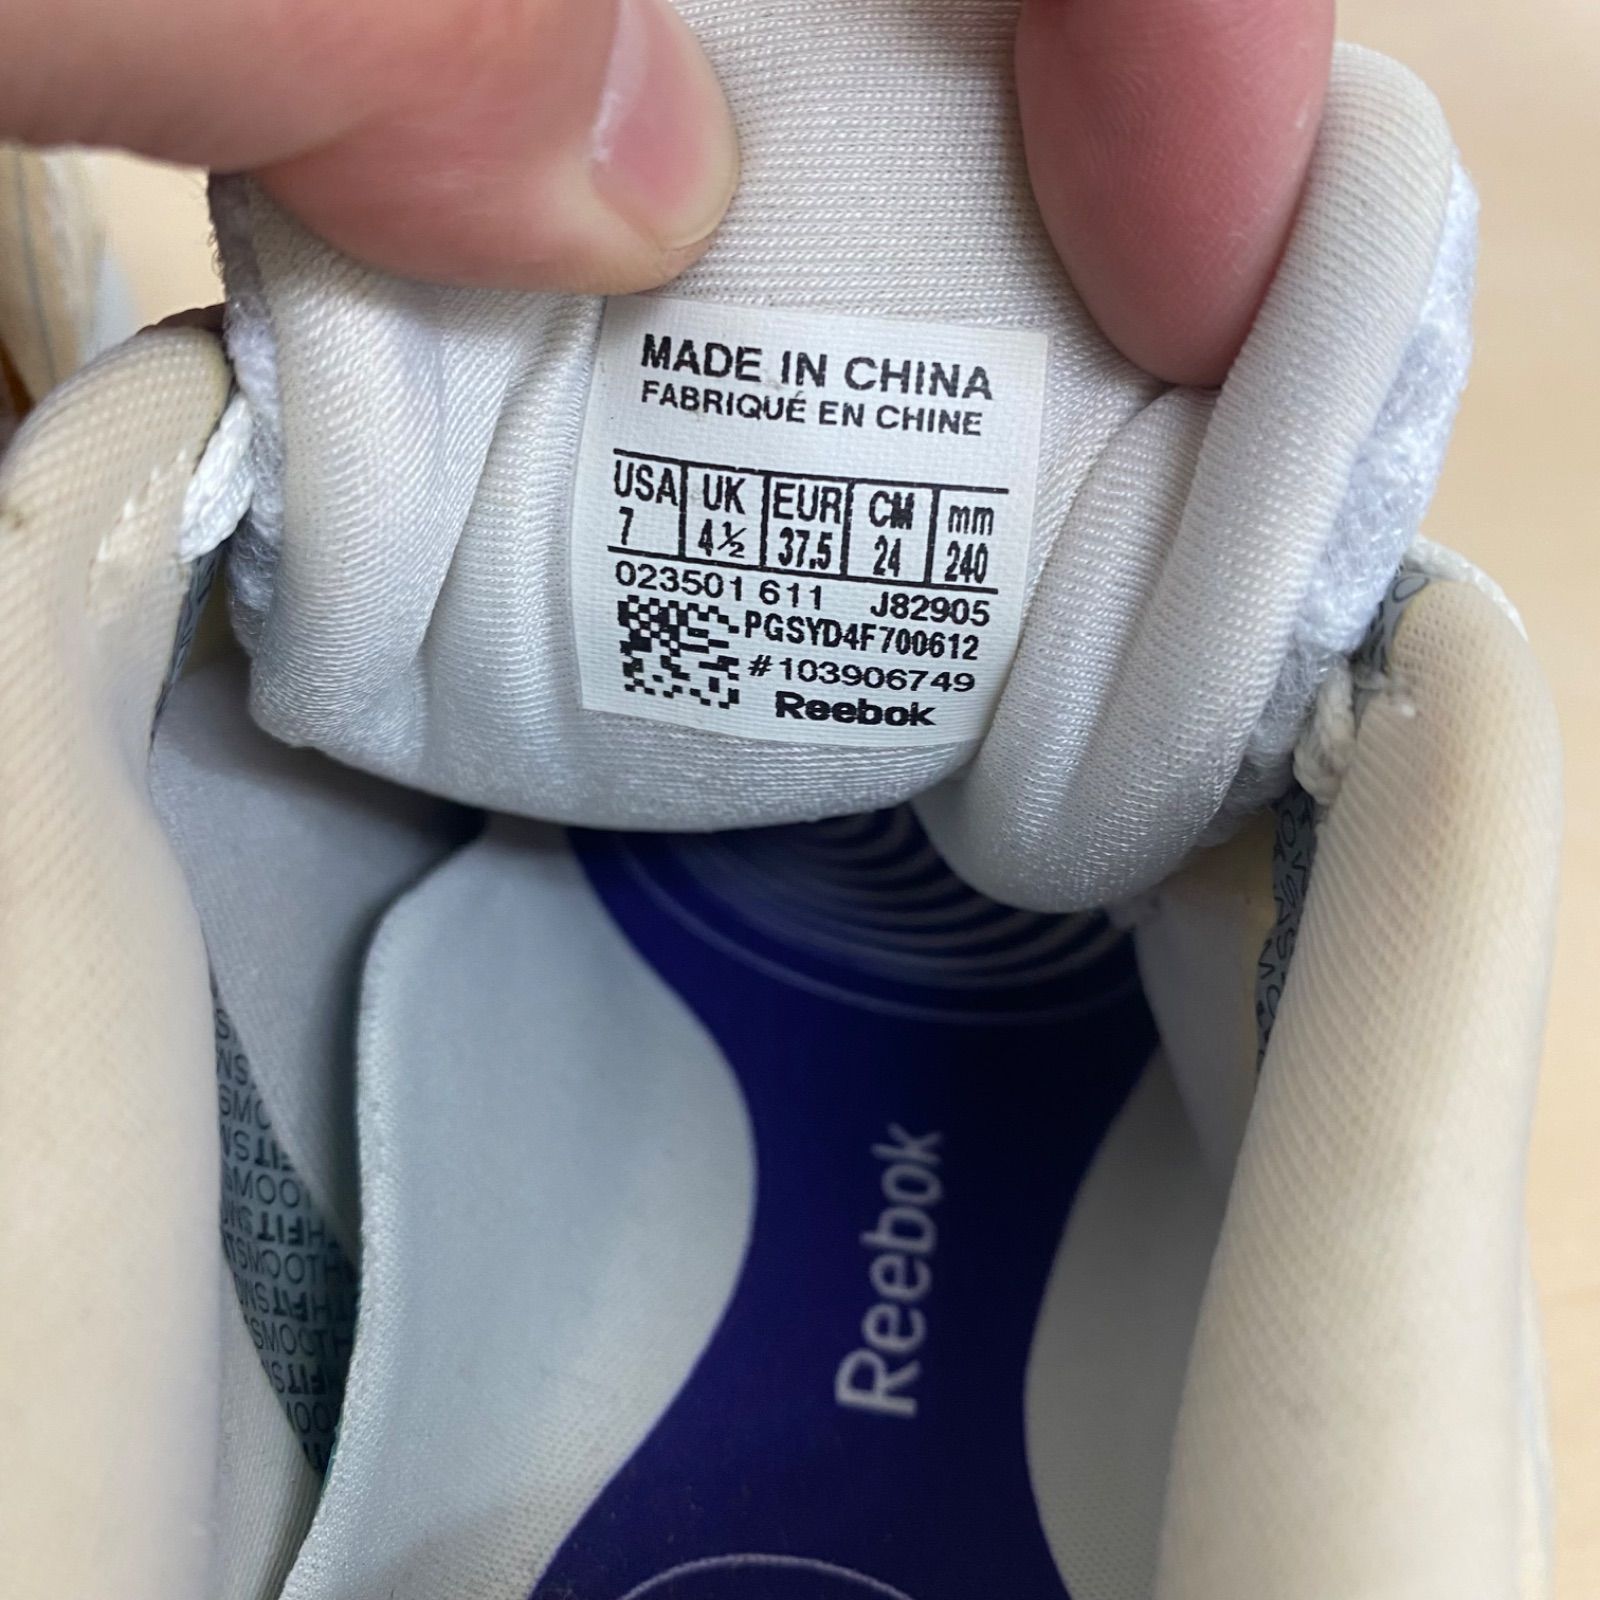 MADE IN CHINA
FABRIQUÉ EN CHINE
USA UK EUR CM mm
7 4½ 37.5 24 240
023501 611 J82905
PGSYD4F700612
#103906749
Reebok
Reebok